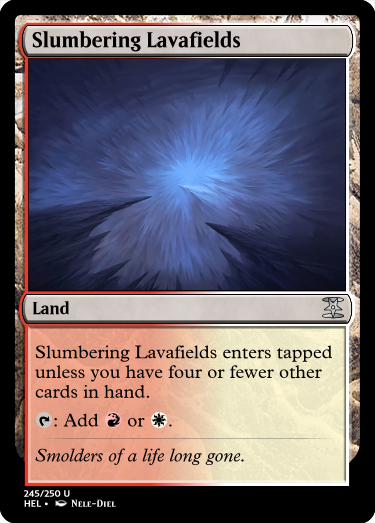 Slumbering Lavafields
Land
Slumbering Lavafields enters tapped
unless you have four or fewer other
cards in hand.
: Add or .
Smolders of a life long gone.
245/250 U
HEL • Nele-Diel